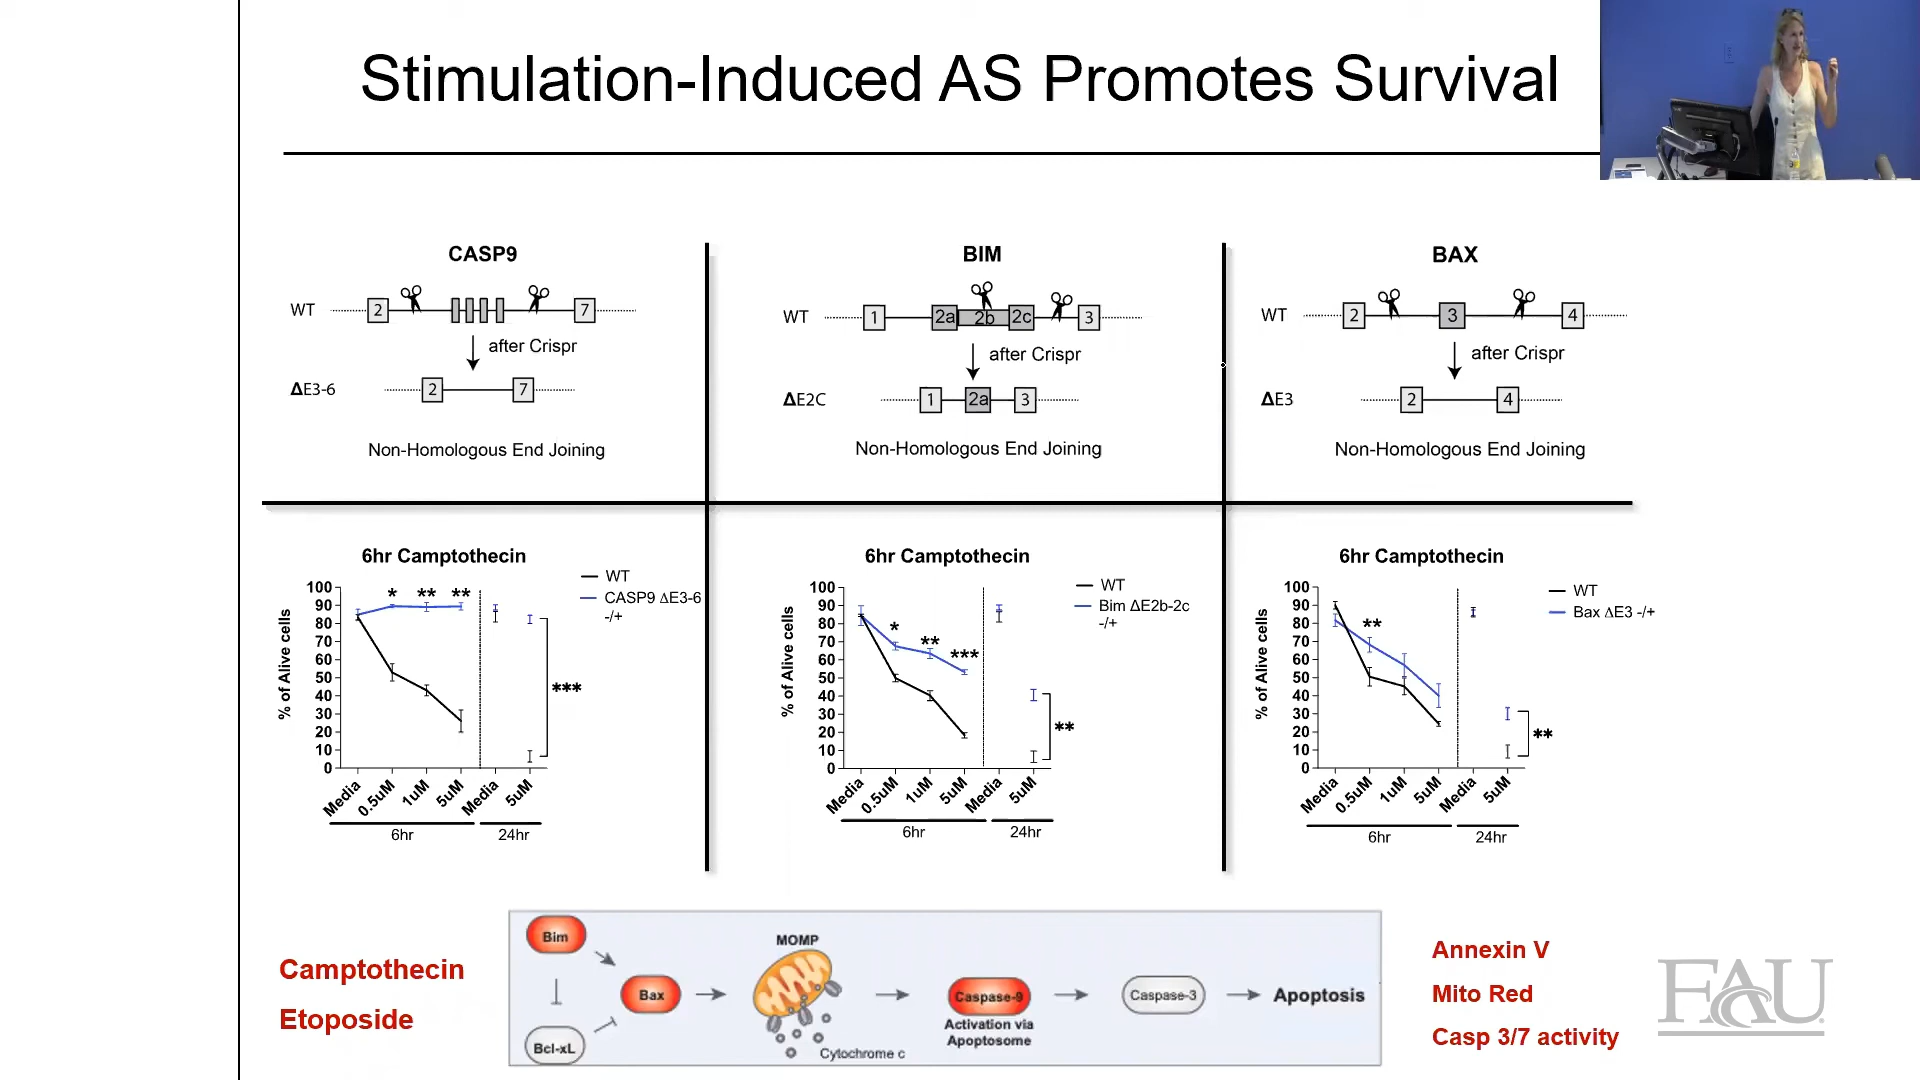 Stimulation-Induced AS Promotes Survival
CASP9
WT
2
7
after Crispr
ΔE3-6
2
7
Non-Homologous End Joining
BIM
WT
1
2a
2b
2c
3
after Crispr
ΔE2C
1
2a
3
Non-Homologous End Joining
BAX
WT
2
3
4
after Crispr
ΔE3
2
4
Non-Homologous End Joining
6hr Camptothecin
WT
CASP9 ΔE3-6
-/+
% of Alive cells
100
90
80
70
60
50
40
30
20
10
0
*
**
**
***
Media
0.5uM
1uM
5uM
Media
5uM
6hr
24hr
6hr Camptothecin
WT
Bim ΔE2b-2c
-/+
% of Alive cells
100
90
80
70
60
50
40
30
20
10
0
*
**
***
**
Media
0.5uM
1uM
5uM
Media
5uM
6hr
24hr
6hr Camptothecin
WT
Bax ΔE3 -/+
% of Alive cells
100
90
80
70
60
50
40
30
20
10
0
**
**
Media
0.5uM
1uM
5uM
Media
5uM
6hr
24hr
Camptothecin
Etoposide
Bim
Bax
Bcl-xL
MOMP
Cytochrome c
Caspase-9
Activation via
Apoptosome
Caspase-3
Apoptosis
Annexin V
Mito Red
Casp 3/7 activity
FAU